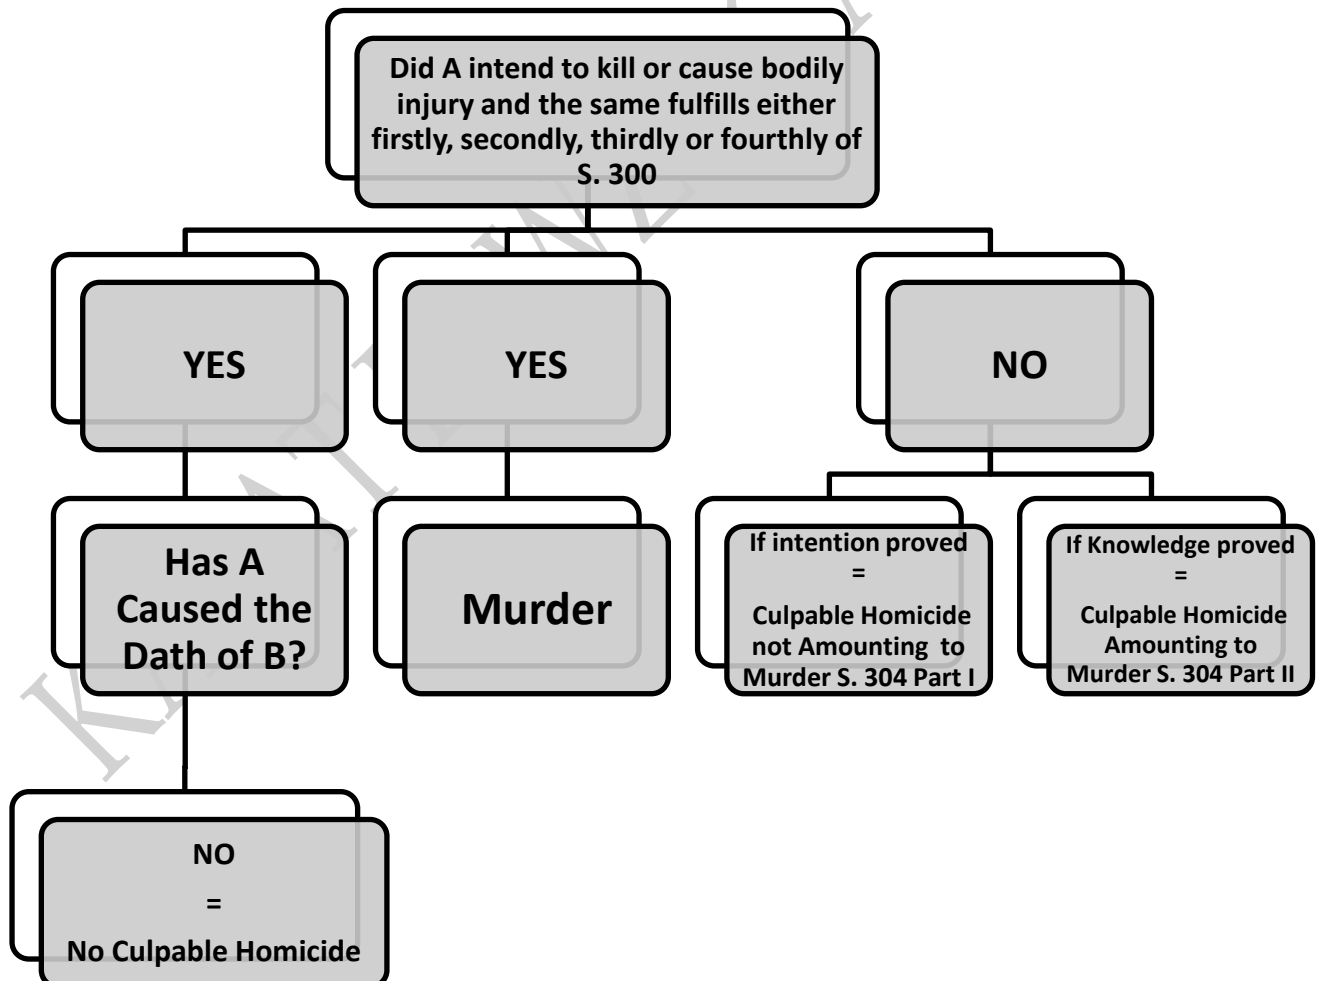 Did A intend to kill or cause bodily
injury and the same fulfills either
firstly, secondly, thirdly or fourthly of
S. 300
YES
YES
NO
Has A
Caused the
Dath of B?
Murder
If intention proved
=
Culpable Homicide
not Amounting to
Murder S. 304 Part I
If Knowledge proved
=
Culpable Homicide
Amounting to
Murder S. 304 Part II
NO
=
No Culpable Homicide